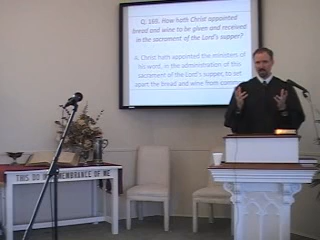 Q. 169. How hath Christ appointed
bread and wine to be given and received
in the sacrament of the Lord's supper?
A. Christ hath appointed the ministers of
his word, in the administration of this
sacrament of the Lord's supper, to set
apart the bread and wine from common
THIS DO IN REMEMBRANCE OF ME